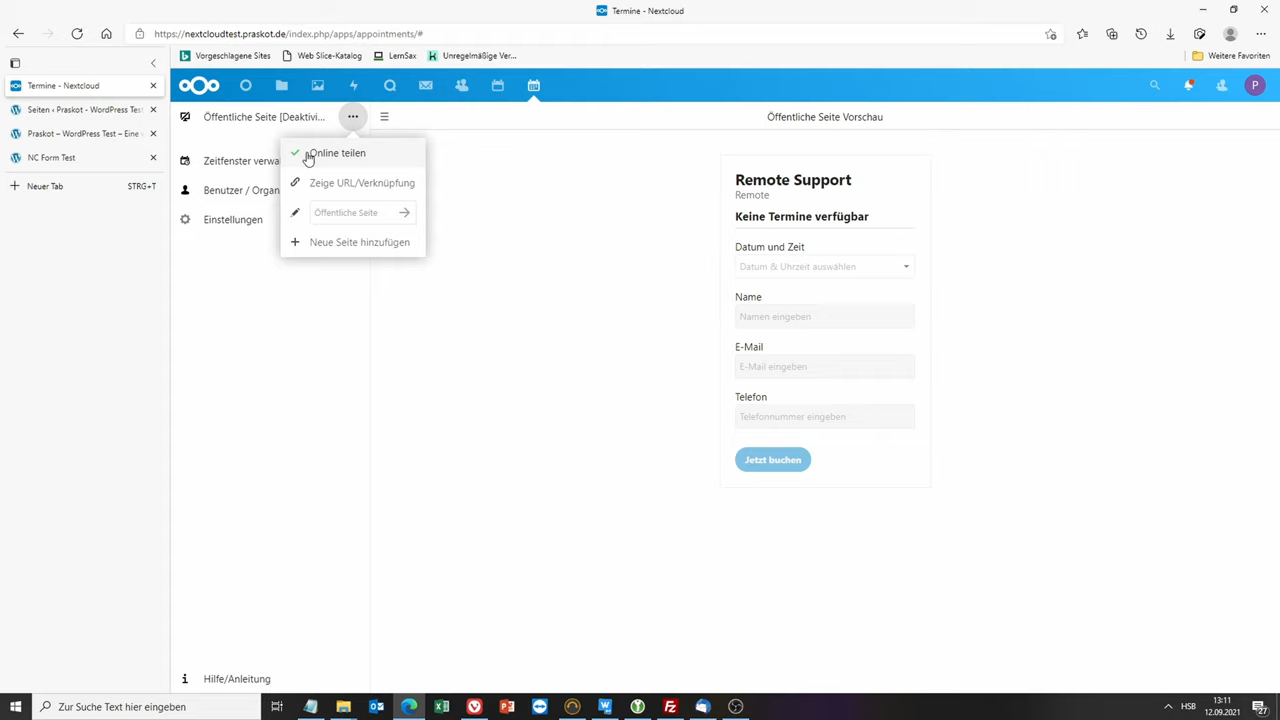 Termine - Nextcloud
https://nextcloudtest.praskot.de/index.php/apps/appointments/#
Vorgeschlagene Sites
Web Slice-Katalog
LernSax
Unregelmäßige Ver...
Weitere Favoriten
Termine - Nextcloud
Seiten ‹ Praskot - WordPress Test
Praskot – WordPress Test – Eine
NC Form Test
Neuer Tab
STRG+T
P
Öffentliche Seite [Deaktivi...
Online teilen
Zeige URL/Verknüpfung
Öffentliche Seite
Neue Seite hinzufügen
Zeitfenster verwa
Benutzer / Organ
Einstellungen
Hilfe/Anleitung
Öffentliche Seite Vorschau
Remote Support
Remote
Keine Termine verfügbar
Datum und Zeit
Datum & Uhrzeit auswählen
Name
Namen eingeben
E-Mail
E-Mail eingeben
Telefon
Telefonnummer eingeben
Jetzt buchen
Zur Suche Text hier eingeben
HSB
13:11
12.09.2021
27